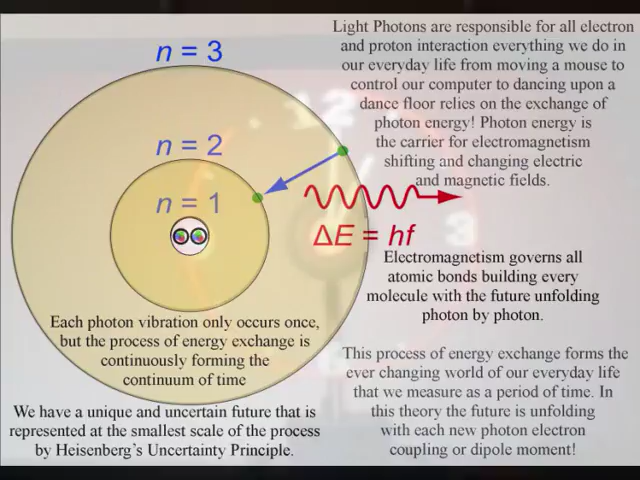 Light Photons are responsible for all electron
and proton interaction everything we do in
our everyday life from moving a mouse to
control our computer to dancing upon a
dance floor relies on the exchange of
photon energy! Photon energy is
the carrier for electromagnetism
shifting and changing electric
and magnetic fields.
n = 3
n = 2
n = 1
ΔE = hf
12
3
Electromagnetism governs all
atomic bonds building every
molecule with the future unfolding
photon by photon.
Each photon vibration only occurs once,
but the process of energy exchange is
continuously forming the
continuum of time
This process of energy exchange forms the
ever changing world of our everyday life
that we measure as a period of time. In
this theory the future is unfolding
with each new photon electron
coupling or dipole moment!
We have a unique and uncertain future that is
represented at the smallest scale of the process
by Heisenberg's Uncertainty Principle.